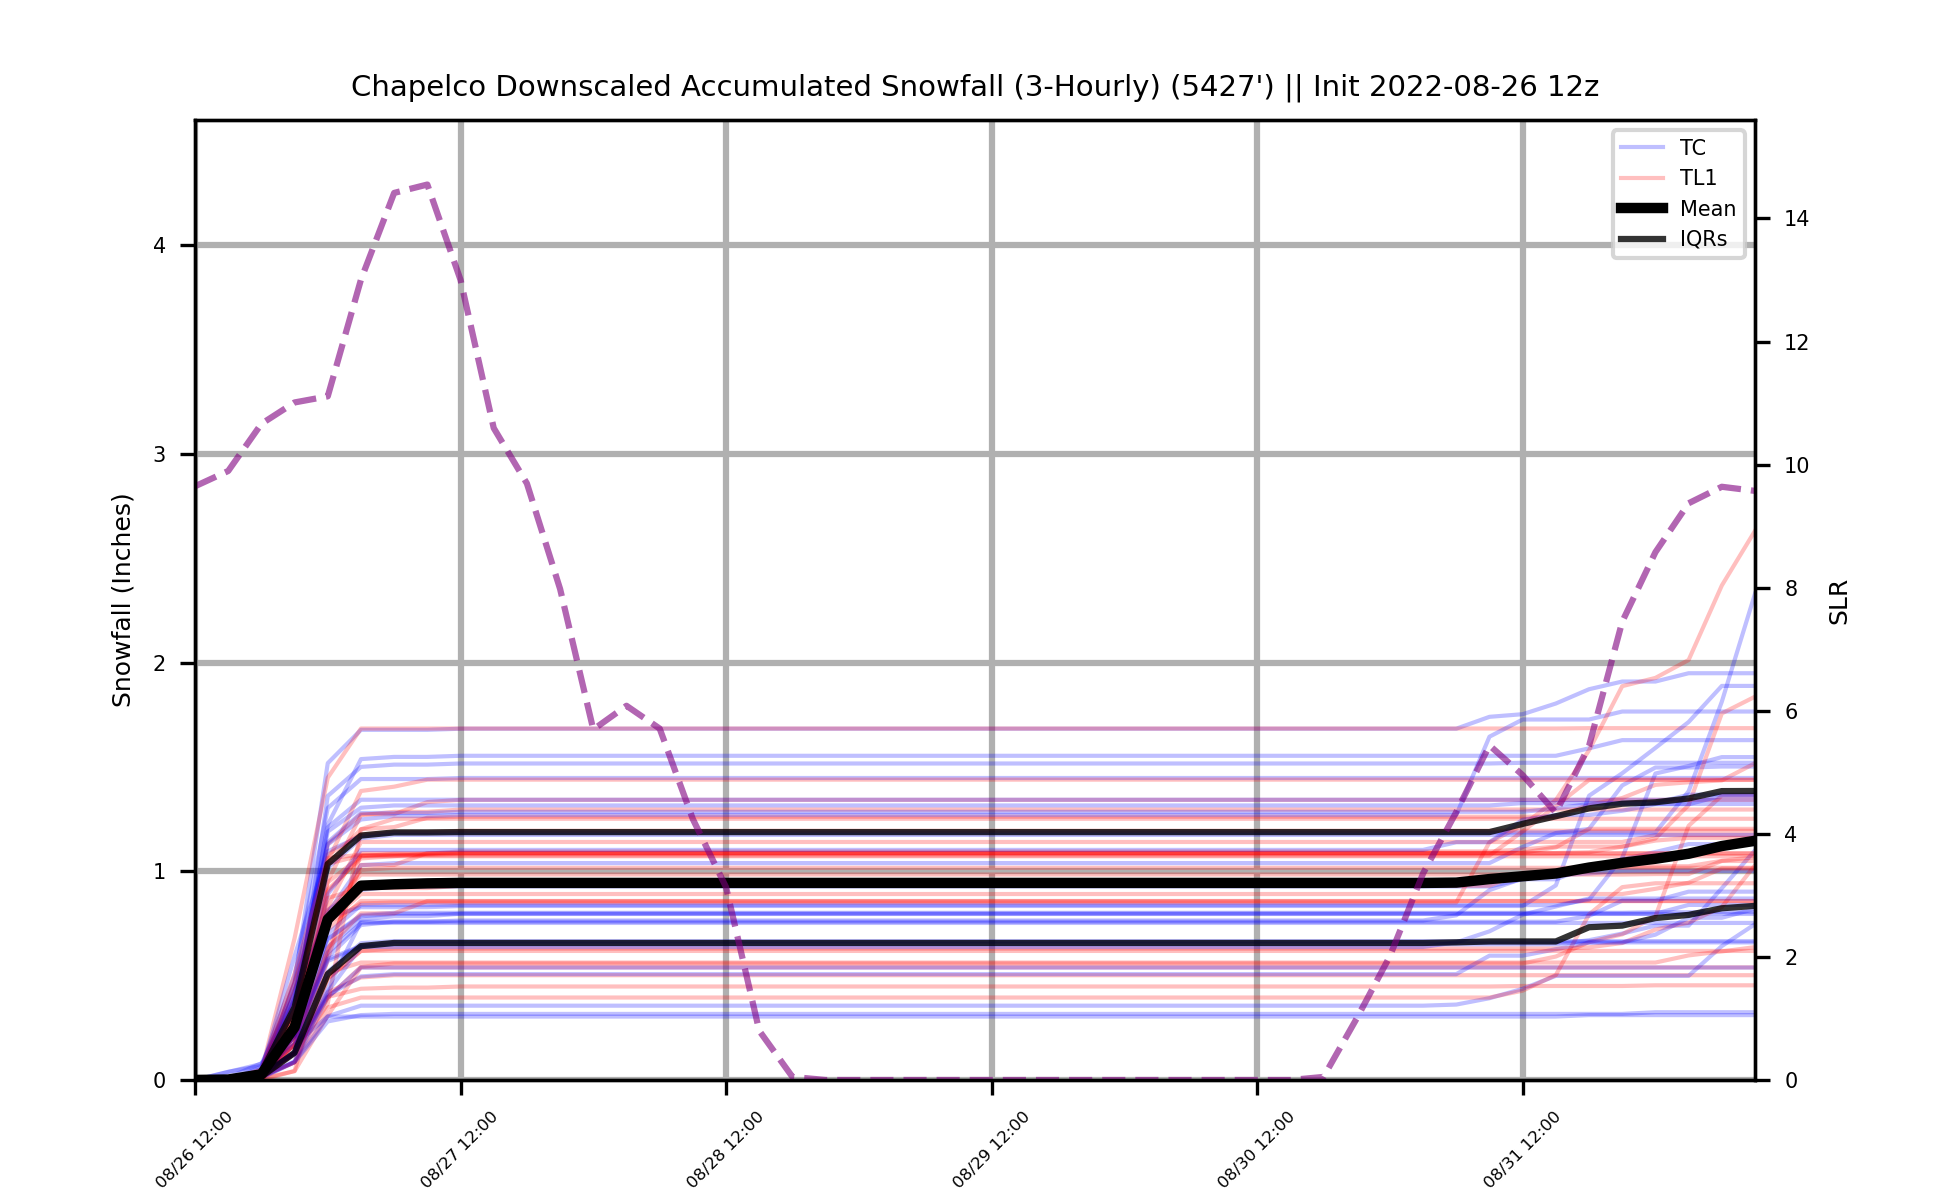 Chapelco Downscaled Accumulated Snowfall (3-Hourly) (5427') || Init 2022-08-26 12z
TC
TL1
Mean
IQRs
Snowfall (Inches)
4
3
2
1
0
SLR
14
12
10
8
6
4
2
0
08/26 12:00
08/27 12:00
08/28 12:00
08/29 12:00
08/30 12:00
08/31 12:00